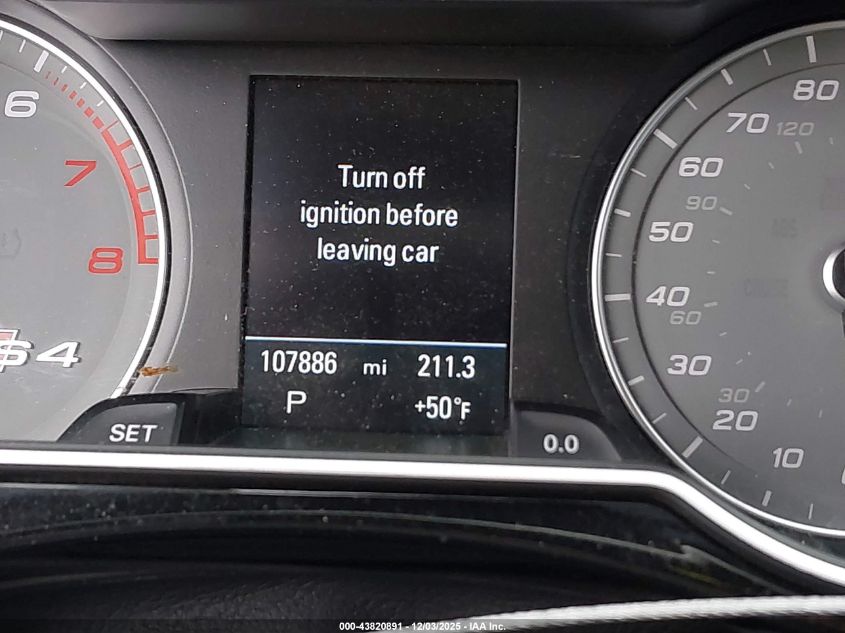 6
7
8
S4
SET
Turn off
ignition before
leaving car
107886 mi 211.3
P +50°F
0.0
80
70 120
60
90
50
40
60
30
30
20
10
000-43820891 - 12/03/2025 - IAA Inc.